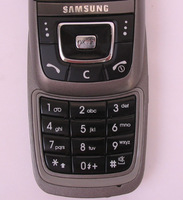 SAMSUNG
C
1 2 abc 3 def
4 ghi 5 jkl 6 mno
7 pqrs 8 tuv 9 wxyz
* 0 + #